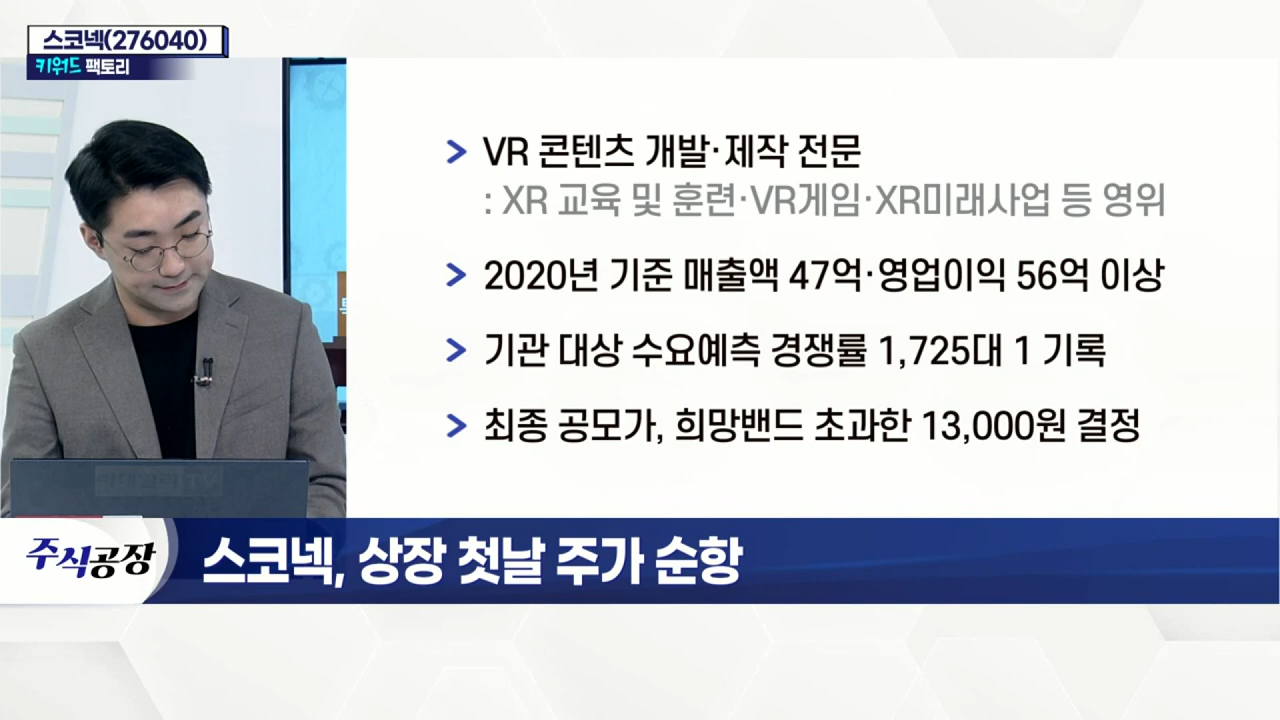 스코넥(276040)
키워드 팩토리
> VR 콘텐츠 개발·제작 전문
: XR 교육 및 훈련·VR게임·XR미래사업 등 영위
> 2020년 기준 매출액 47억·영업이익 56억 이상
> 기관 대상 수요예측 경쟁률 1,725대 1 기록
> 최종 공모가, 희망밴드 초과한 13,000원 결정
주식공장
스코넥, 상장 첫날 주가 순항